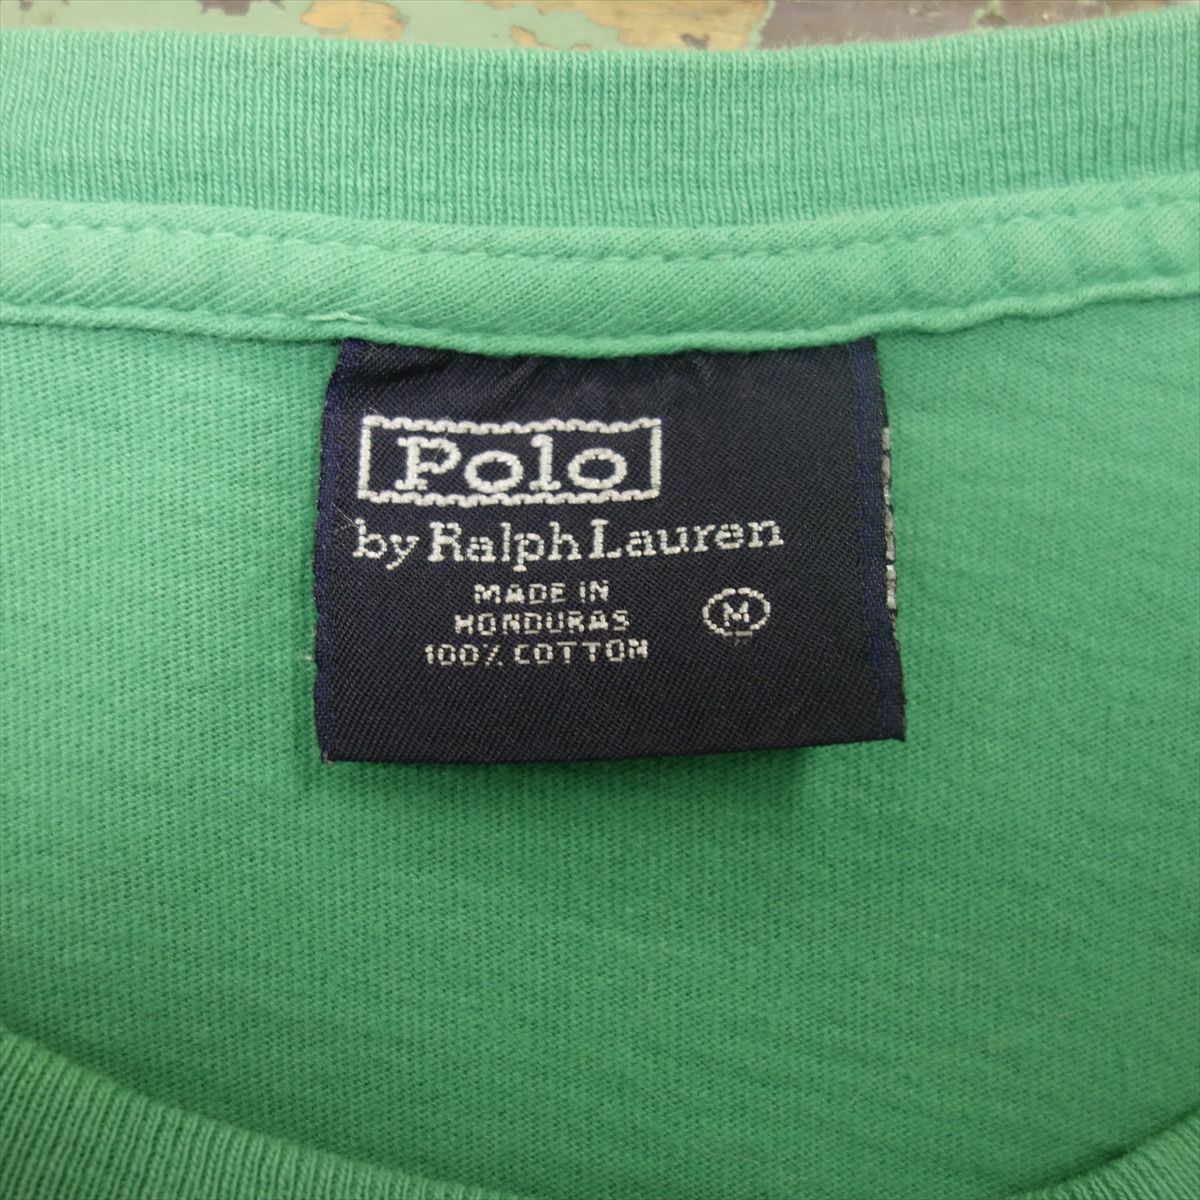 Polo
by Ralph Lauren
MADE IN
HONDURAS
100% COTTON
M